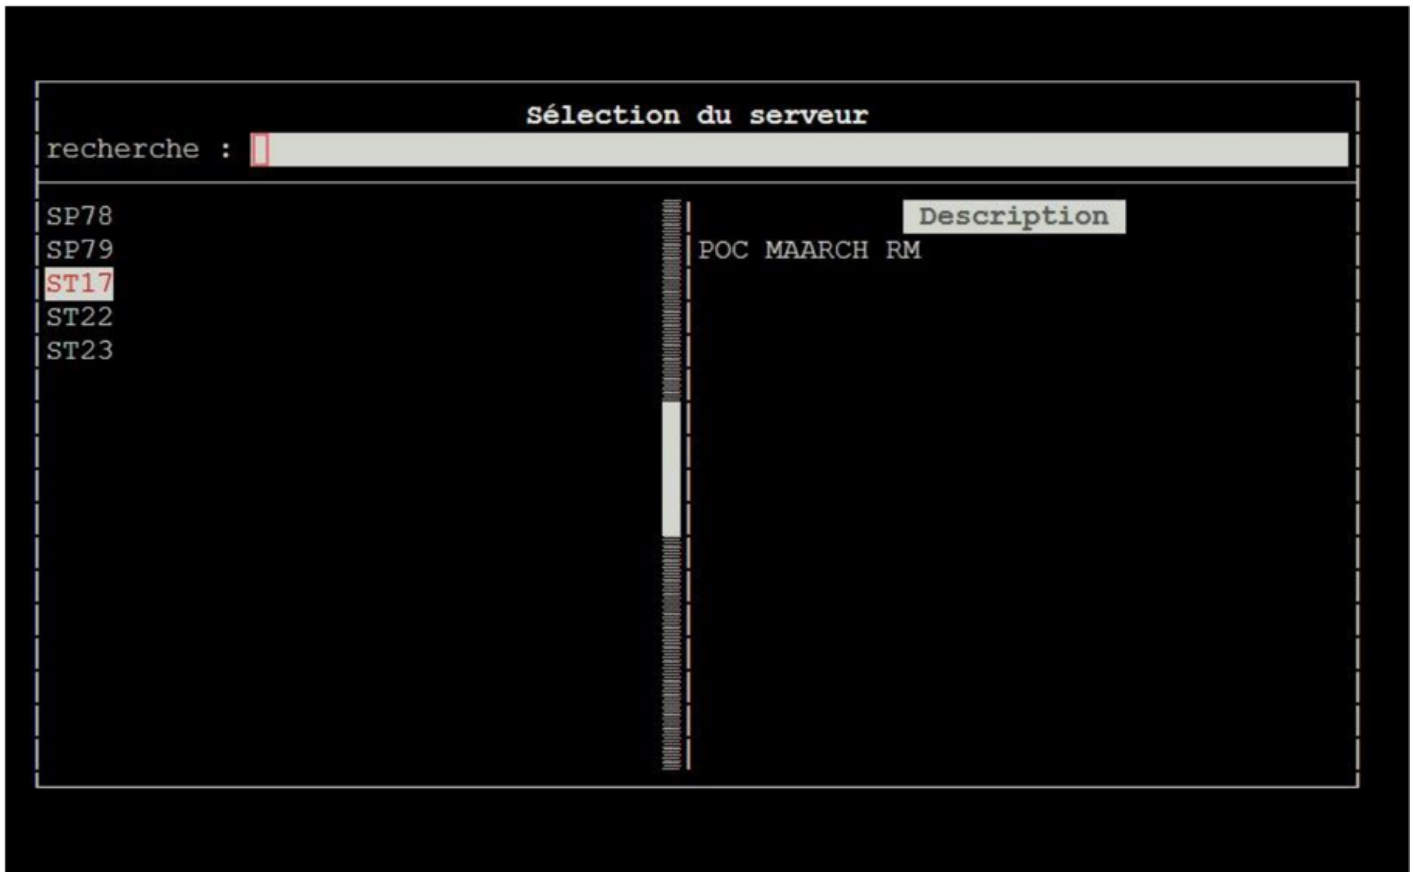 Sélection du serveur
recherche :
SP78
SP79
ST17
ST22
ST23
Description
POC MAARCH RM